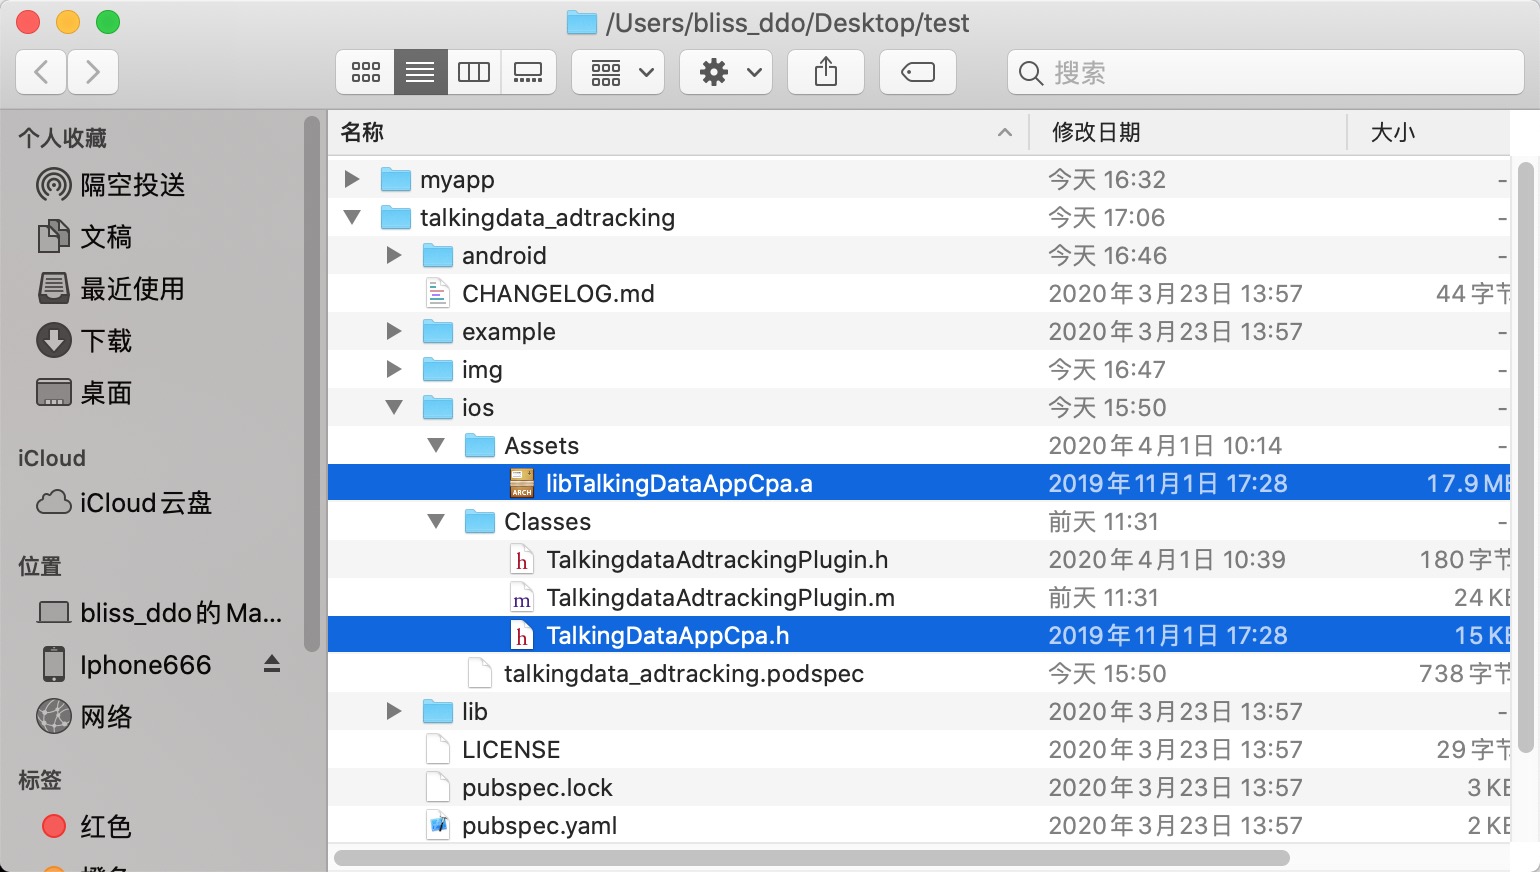 /Users/bliss_ddo/Desktop/test
搜索
个人收藏
隔空投送
文稿
最近使用
下载
桌面
iCloud
iCloud云盘
位置
bliss_ddo的Ma...
Iphone666
网络
标签
红色
名称 修改日期 大小
myapp 今天 16:32 -
talkingdata_adtracking 今天 17:06 -
android 今天 16:46 -
CHANGELOG.md 2020年3月23日 13:57 44 字节
example 2020年3月23日 13:57 -
img 今天 16:47 -
ios 今天 15:50 -
Assets 2020年4月1日 10:14 -
ARCH libTalkingDataAppCpa.a 2019年11月1日 17:28 17.9 MB
Classes 前天 11:31 -
h TalkingdataAdtrackingPlugin.h 2020年4月1日 10:39 180 字节
m TalkingdataAdtrackingPlugin.m 前天 11:31 24 KB
h TalkingDataAppCpa.h 2019年11月1日 17:28 15 KB
talkingdata_adtracking.podspec 今天 15:50 738 字节
lib 2020年3月23日 13:57 -
LICENSE 2020年3月23日 13:57 29 字节
pubspec.lock 2020年3月23日 13:57 3 KB
pubspec.yaml 2020年3月23日 13:57 2 KB